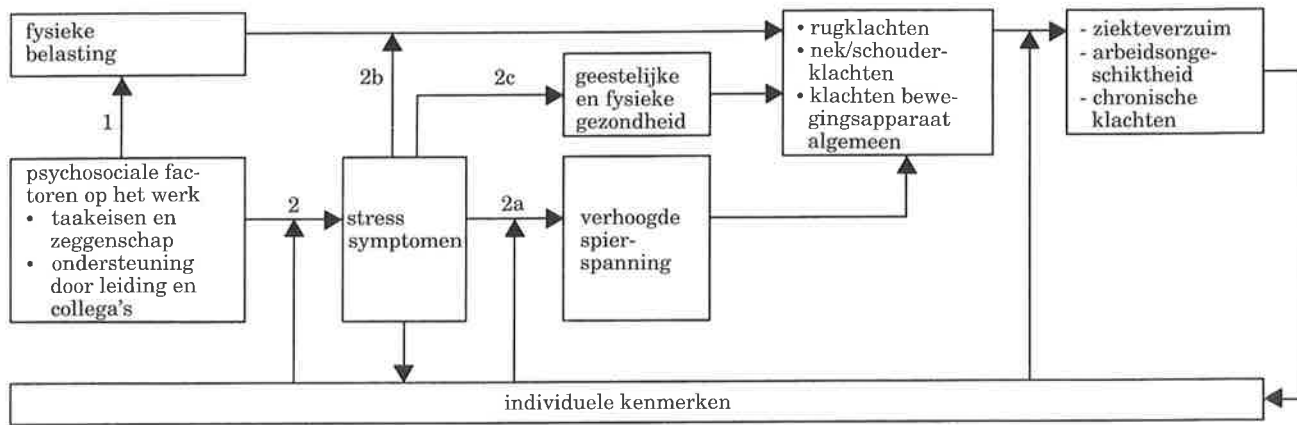 fysieke
belasting
1
psychosociale fac-
toren op het werk
• taakeisen en
zeggenschap
• ondersteuning
door leiding en
collega's
2
stress
symptomen
2a
2b
2c
geestelijke
en fysieke
gezondheid
verhoogde
spier-
spanning
• rugklachten
• nek/schouder-
klachten
• klachten bewe-
gingsapparaat
algemeen
- ziekteverzuim
- arbeidsonge-
schiktheid
- chronische
klachten
individuele kenmerken